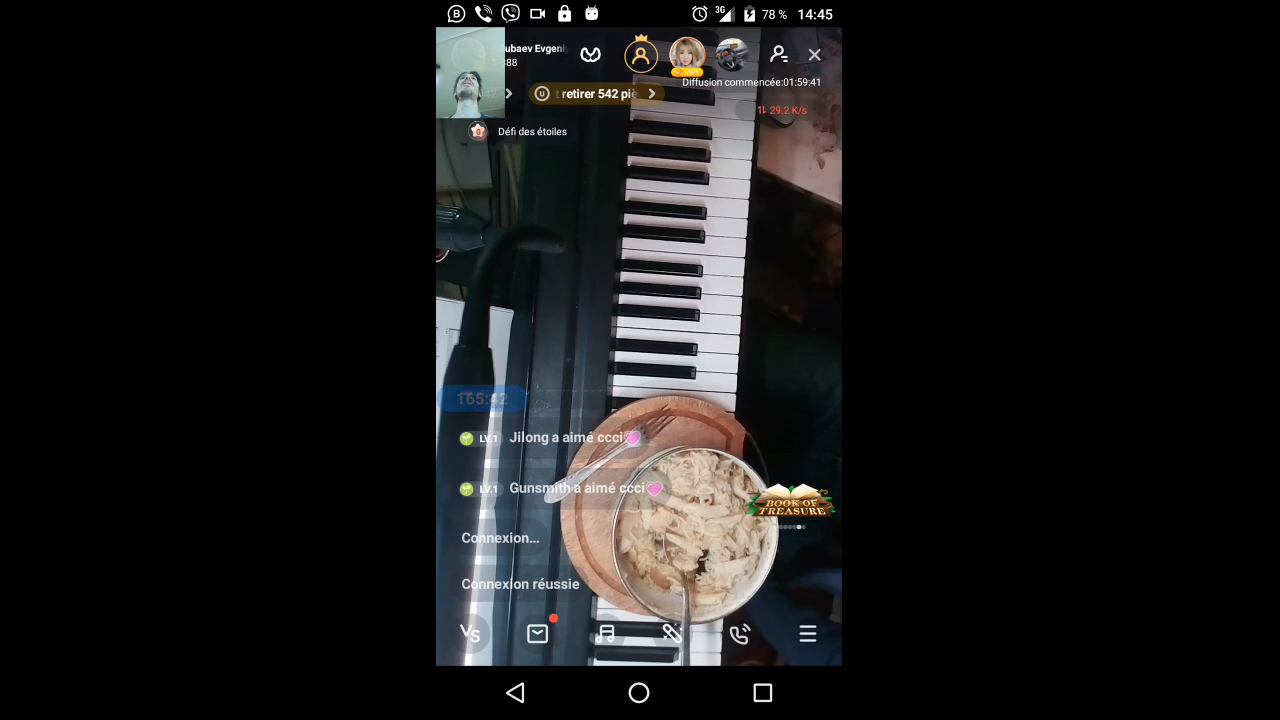 3G 78 % 14:45
ubaev Evgeni
88
retirer 542 piè
Diffusion commencée:01:59:41
29.2 K/s
0 Défi des étoiles
165:42
LV.1 Jilong a aimé ccci
LV.1 Gunsmith a aimé ccci
BOOK OF
TREASURE
Connexion...
Connexion réussie
VS